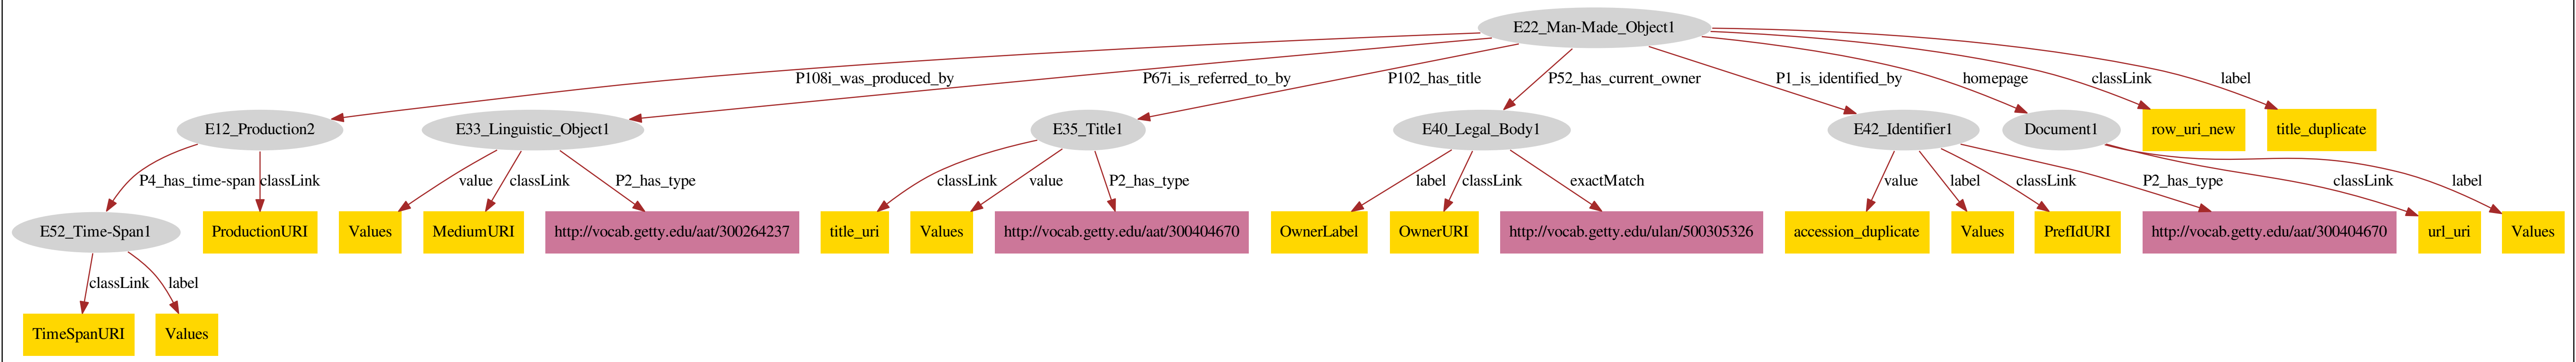 E22_Man-Made_Object1
P108i_was_produced_by
P67i_is_referred_to_by
P102_has_title
P52_has_current_owner
P1_is_identified_by
homepage
classLink
label
E12_Production2
E33_Linguistic_Object1
E35_Title1
E40_Legal_Body1
E42_Identifier1
Document1
row_uri_new
title_duplicate
P4_has_time-span
classLink
value
classLink
P2_has_type
classLink
value
P2_has_type
label
classLink
exactMatch
value
label
classLink
P2_has_type
classLink
label
E52_Time-Span1
ProductionURI
Values
MediumURI
http://vocab.getty.edu/aat/300264237
title_uri
Values
http://vocab.getty.edu/aat/300404670
OwnerLabel
OwnerURI
http://vocab.getty.edu/ulan/500305326
accession_duplicate
Values
PrefIdURI
http://vocab.getty.edu/aat/300404670
url_uri
Values
classLink
label
TimeSpanURI
Values